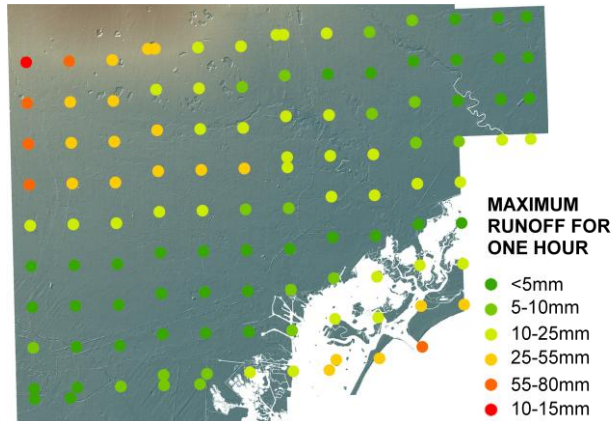 MAXIMUM
RUNOFF FOR
ONE HOUR
<5mm
5-10mm
10-25mm
25-55mm
55-80mm
10-15mm